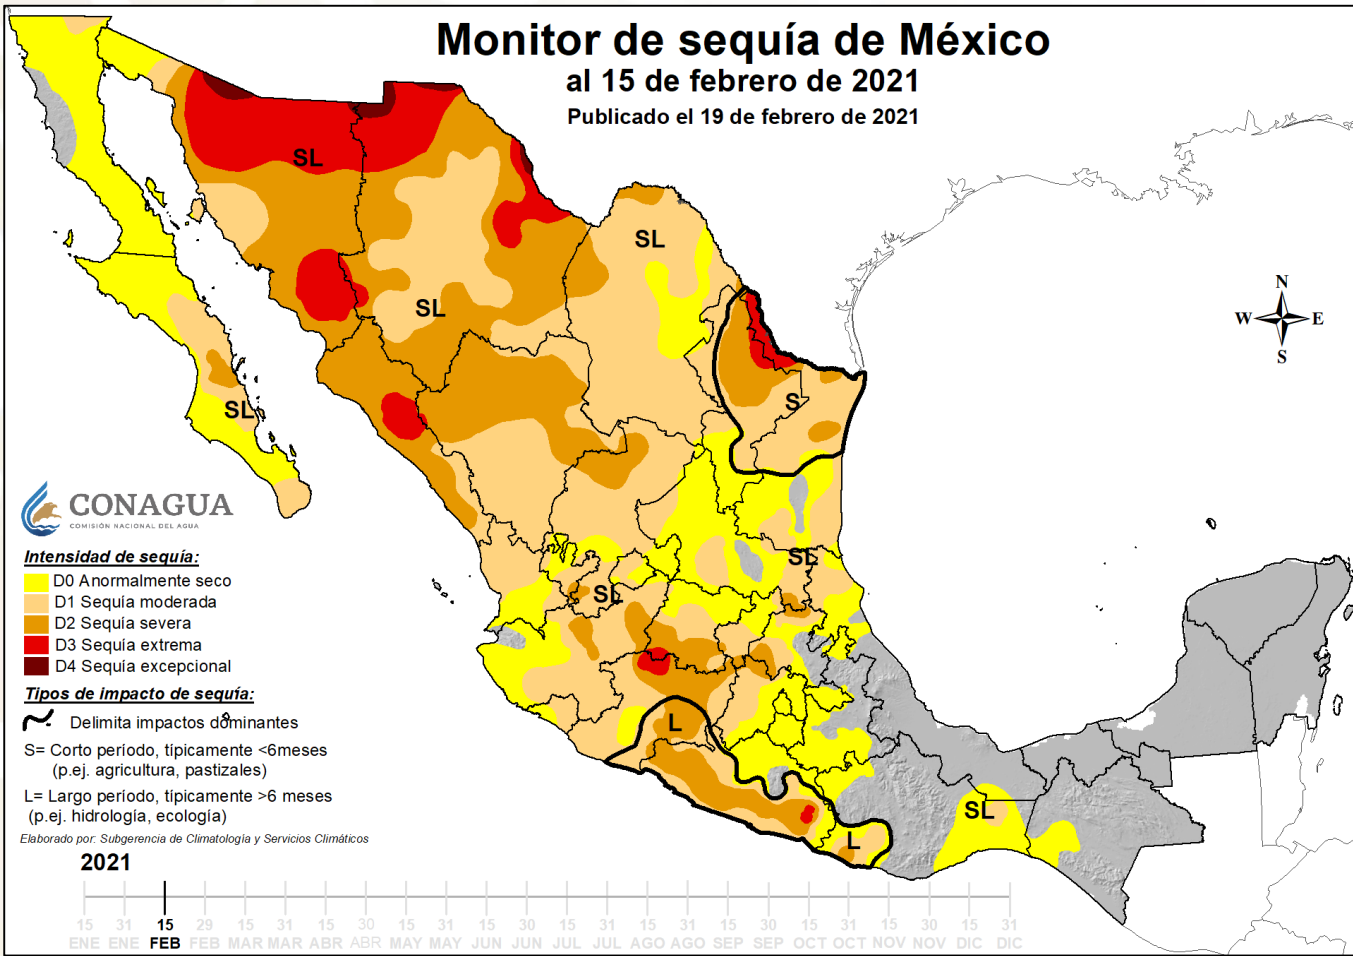 Monitor de sequía de México
al 15 de febrero de 2021
Publicado el 19 de febrero de 2021
SL
SL
SL
N
W E
S
SL
S
CONAGUA
COMISIÓN NACIONAL DEL AGUA
SL
SL
Intensidad de sequía:
D0 Anormalmente seco
D1 Sequía moderada
D2 Sequía severa
D3 Sequía extrema
D4 Sequía excepcional
Tipos de impacto de sequía:
Delimita impactos dominantes
S= Corto período, típicamente <6meses
(p.ej. agricultura, pastizales)
L= Largo período, típicamente >6 meses
(p.ej. hidrología, ecología)
L
SL
L
Elaborado por: Subgerencia de Climatología y Servicios Climáticos
2021
15 31 15 29 15 31 15 30 15 31 15 30 15 31 15 31 15 30 15 31 15 30 15 31
ENE ENE FEB FEB MAR MAR ABR ABR MAY MAY JUN JUN JUL JUL AGO AGO SEP SEP OCT OCT NOV NOV DIC DIC